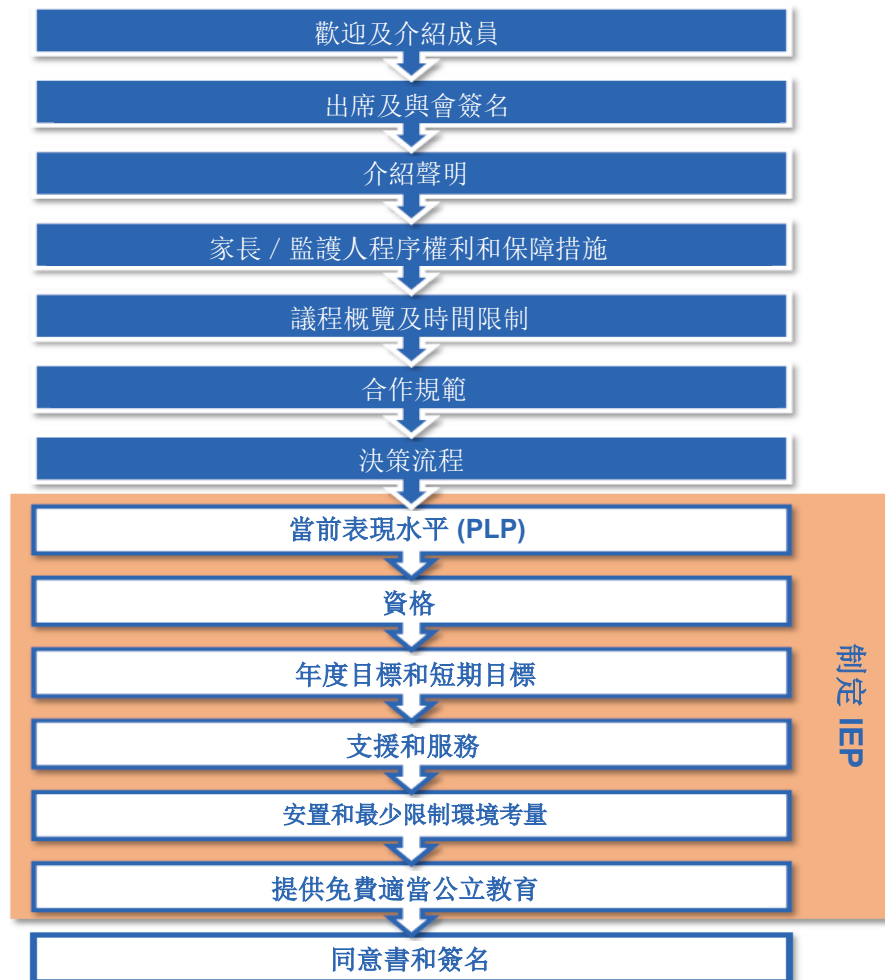 歡迎及介紹成員
出席及與會簽名
介紹聲明
家長 / 監護人程序權利和保障措施
議程概覽及時間限制
合作規範
決策流程
當前表現水平 (PLP)
資格
年度目標和短期目標
支援和服務
安置和最少限制環境考量
提供免費適當公立教育
制定 IEP
同意書和簽名